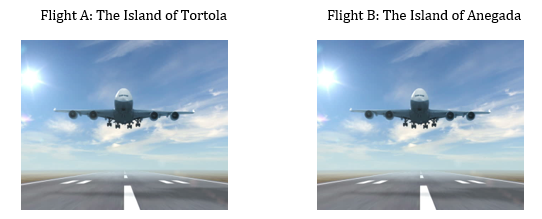 Flight A: The Island of Tortola
Flight B: The Island of Anegada